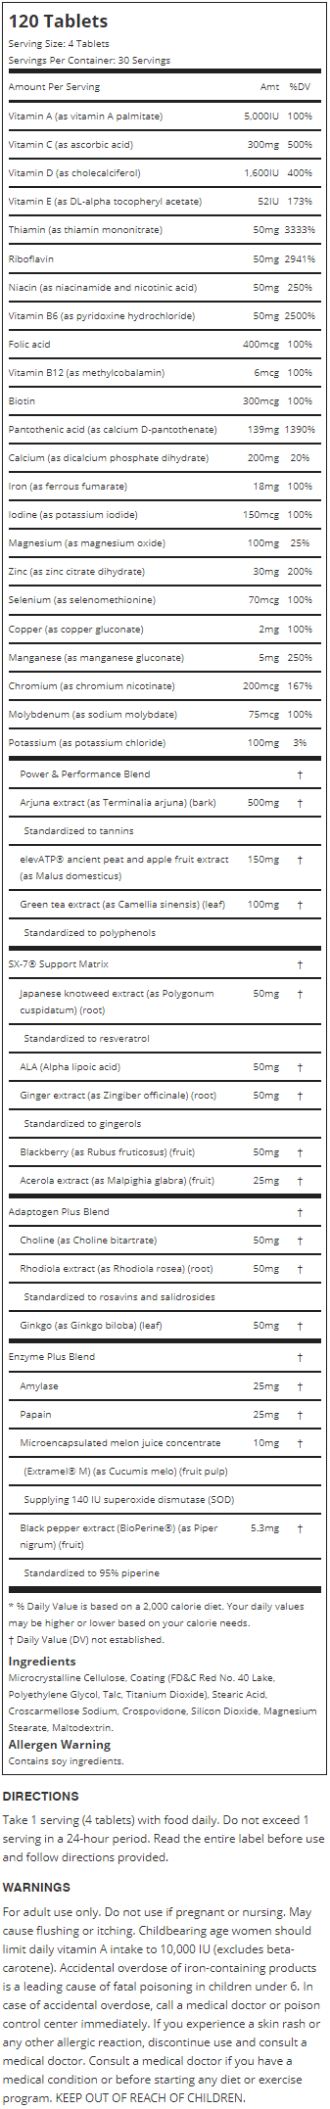 120 Tablets
Serving Size: 4 Tablets
Servings Per Container: 30 Servings
Amount Per Serving Amt %DV
Vitamin A (as vitamin A palmitate) 5,000IU 100%
Vitamin C (as ascorbic acid) 300mg 500%
Vitamin D (as cholecalciferol) 1,600IU 400%
Vitamin E (as DL-alpha tocopheryl acetate) 52IU 173%
Thiamin (as thiamin mononitrate) 50mg 3333%
Riboflavin 50mg 2941%
Niacin (as niacinamide and nicotinic acid) 50mg 250%
Vitamin B6 (as pyridoxine hydrochloride) 50mg 2500%
Folic acid 400mcg 100%
Vitamin B12 (as methylcobalamin) 6mcg 100%
Biotin 300mcg 100%
Pantothenic acid (as calcium D-pantothenate) 139mg 1390%
Calcium (as dicalcium phosphate dihydrate) 200mg 20%
Iron (as ferrous fumarate) 18mg 100%
Iodine (as potassium iodide) 150mcg 100%
Magnesium (as magnesium oxide) 100mg 25%
Zinc (as zinc citrate dihydrate) 30mg 200%
Selenium (as selenomethionine) 70mcg 100%
Copper (as copper gluconate) 2mg 100%
Manganese (as manganese gluconate) 5mg 250%
Chromium (as chromium nicotinate) 200mcg 167%
Molybdenum (as sodium molybdate) 75mcg 100%
Potassium (as potassium chloride) 100mg 3%
Power & Performance Blend †
Arjuna extract (as Terminalia arjuna) (bark) 500mg †
Standardized to tannins
elevATP® ancient peat and apple fruit extract 150mg †
(as Malus domesticus)
Green tea extract (as Camellia sinensis) (leaf) 100mg †
Standardized to polyphenols
SX-7® Support Matrix †
Japanese knotweed extract (as Polygonum 50mg †
cuspidatum) (root)
Standardized to resveratrol
ALA (Alpha lipoic acid) 50mg †
Ginger extract (as Zingiber officinale) (root) 50mg †
Standardized to gingerols
Blackberry (as Rubus fruticosus) (fruit) 50mg †
Acerola extract (as Malpighia glabra) (fruit) 25mg †
Adaptogen Plus Blend †
Choline (as Choline bitartrate) 50mg †
Rhodiola extract (as Rhodiola rosea) (root) 50mg †
Standardized to rosavins and salidrosides
Ginkgo (as Ginkgo biloba) (leaf) 50mg †
Enzyme Plus Blend †
Amylase 25mg †
Papain 25mg †
Microencapsulated melon juice concentrate 10mg †
(Extramel® M) (as Cucumis melo) (fruit pulp)
Supplying 140 IU superoxide dismutase (SOD)
Black pepper extract (BioPerine®) (as Piper 5.3mg †
nigrum) (fruit)
Standardized to 95% piperine
* % Daily Value is based on a 2,000 calorie diet. Your daily values
may be higher or lower based on your calorie needs.
† Daily Value (DV) not established.
Ingredients
Microcrystalline Cellulose, Coating (FD&C Red No. 40 Lake,
Polyethylene Glycol, Talc, Titanium Dioxide), Stearic Acid,
Croscarmellose Sodium, Crospovidone, Silicon Dioxide, Magnesium
Stearate, Maltodextrin.
Allergen Warning
Contains soy ingredients.
DIRECTIONS
Take 1 serving (4 tablets) with food daily. Do not exceed 1
serving in a 24-hour period. Read the entire label before use
and follow directions provided.
WARNINGS
For adult use only. Do not use if pregnant or nursing. May
cause flushing or itching. Childbearing age women should
limit daily vitamin A intake to 10,000 IU (excludes beta-
carotene). Accidental overdose of iron-containing products
is a leading cause of fatal poisoning in children under 6. In
case of accidental overdose, call a medical doctor or poison
control center immediately. If you experience a skin rash or
any other allergic reaction, discontinue use and consult a
medical doctor. Consult a medical doctor if you have a
medical condition or before starting any diet or exercise
program. KEEP OUT OF REACH OF CHILDREN.